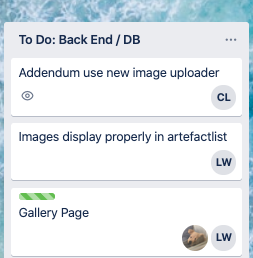 To Do: Back End / DB
Addendum use new image uploader
CL
Images display properly in artefactlist
LW
Gallery Page
LW